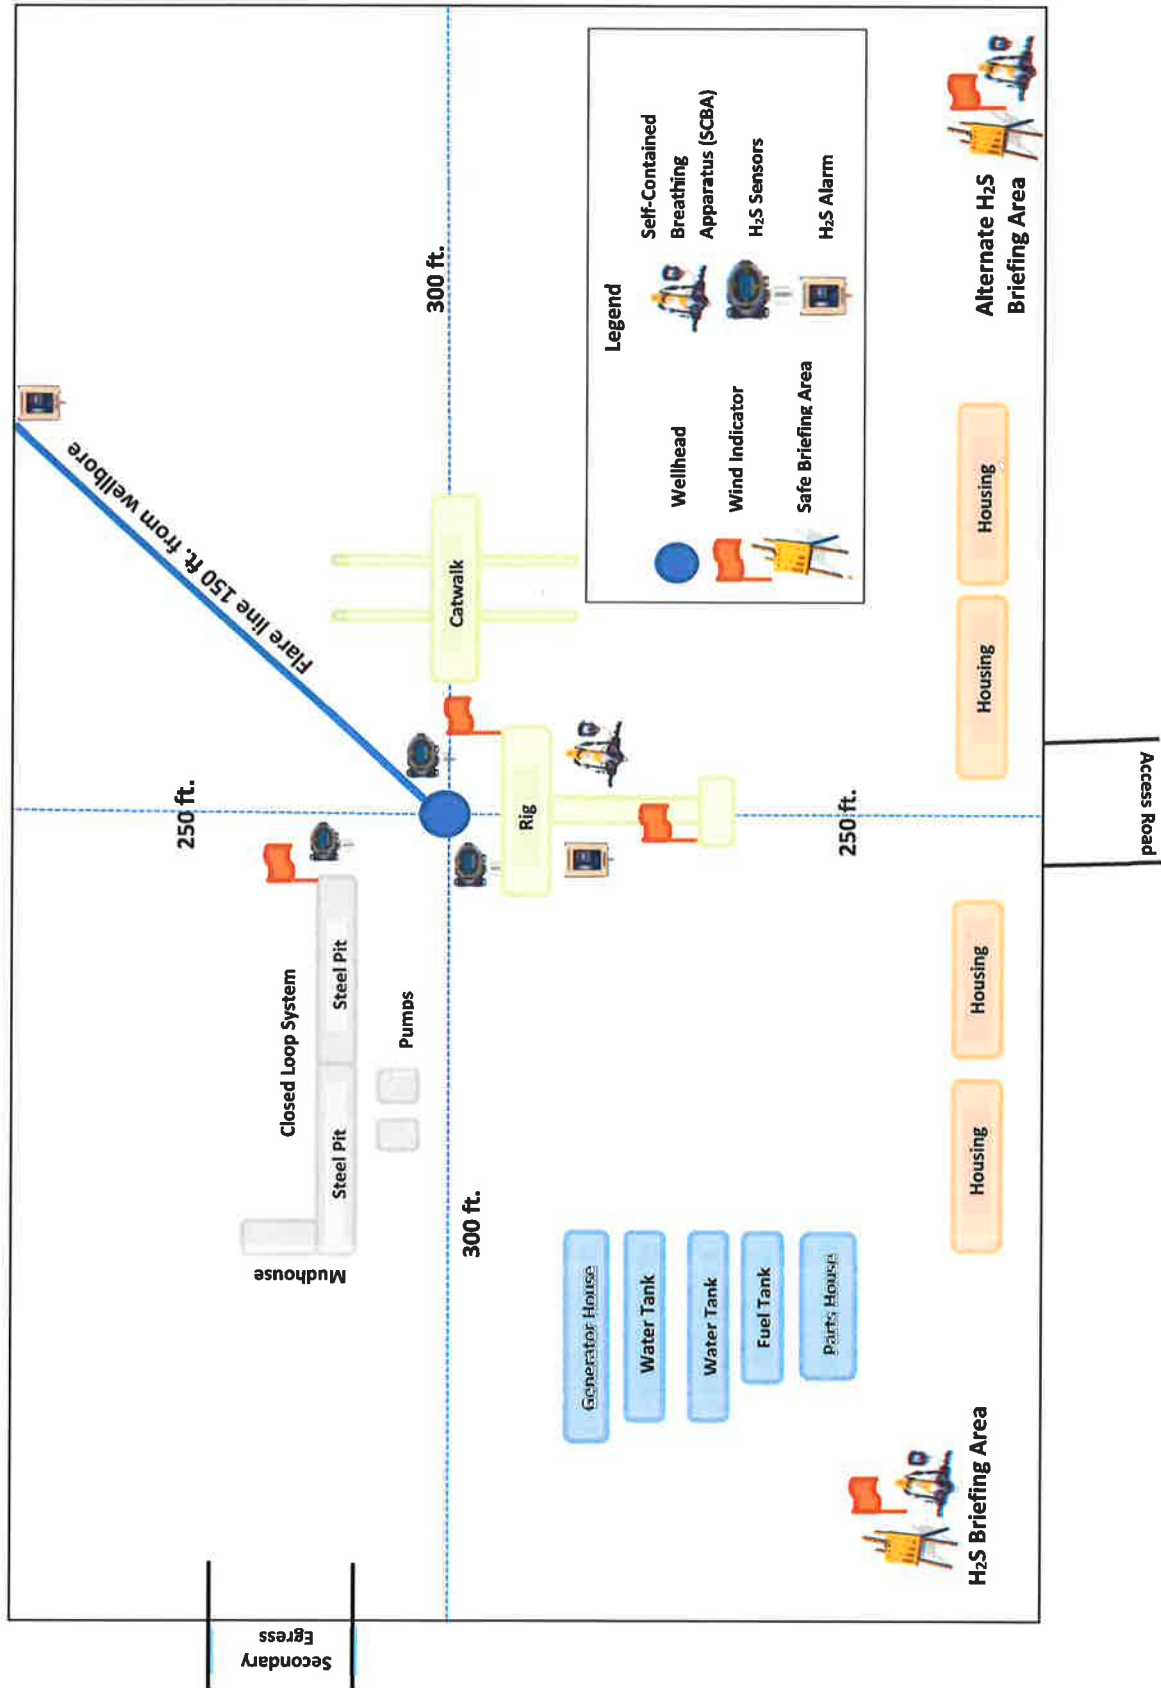 Secondary
Egress
Mudhouse
Closed Loop System
Steel Pit
Steel Pit
Pumps
250 ft.
Flare line 150 ft. from wellbore
300 ft.
300 ft.
Catwalk
Rig
250 ft.
Generator House
Water Tank
Water Tank
Fuel Tank
Parts House
Legend
Wellhead
Wind Indicator
Safe Briefing Area
Self-Contained
Breathing
Apparatus (SCBA)
H₂S Sensors
H₂S Alarm
H₂S Briefing Area
Housing
Housing
Housing
Housing
Alternate H₂S
Briefing Area
Access Road